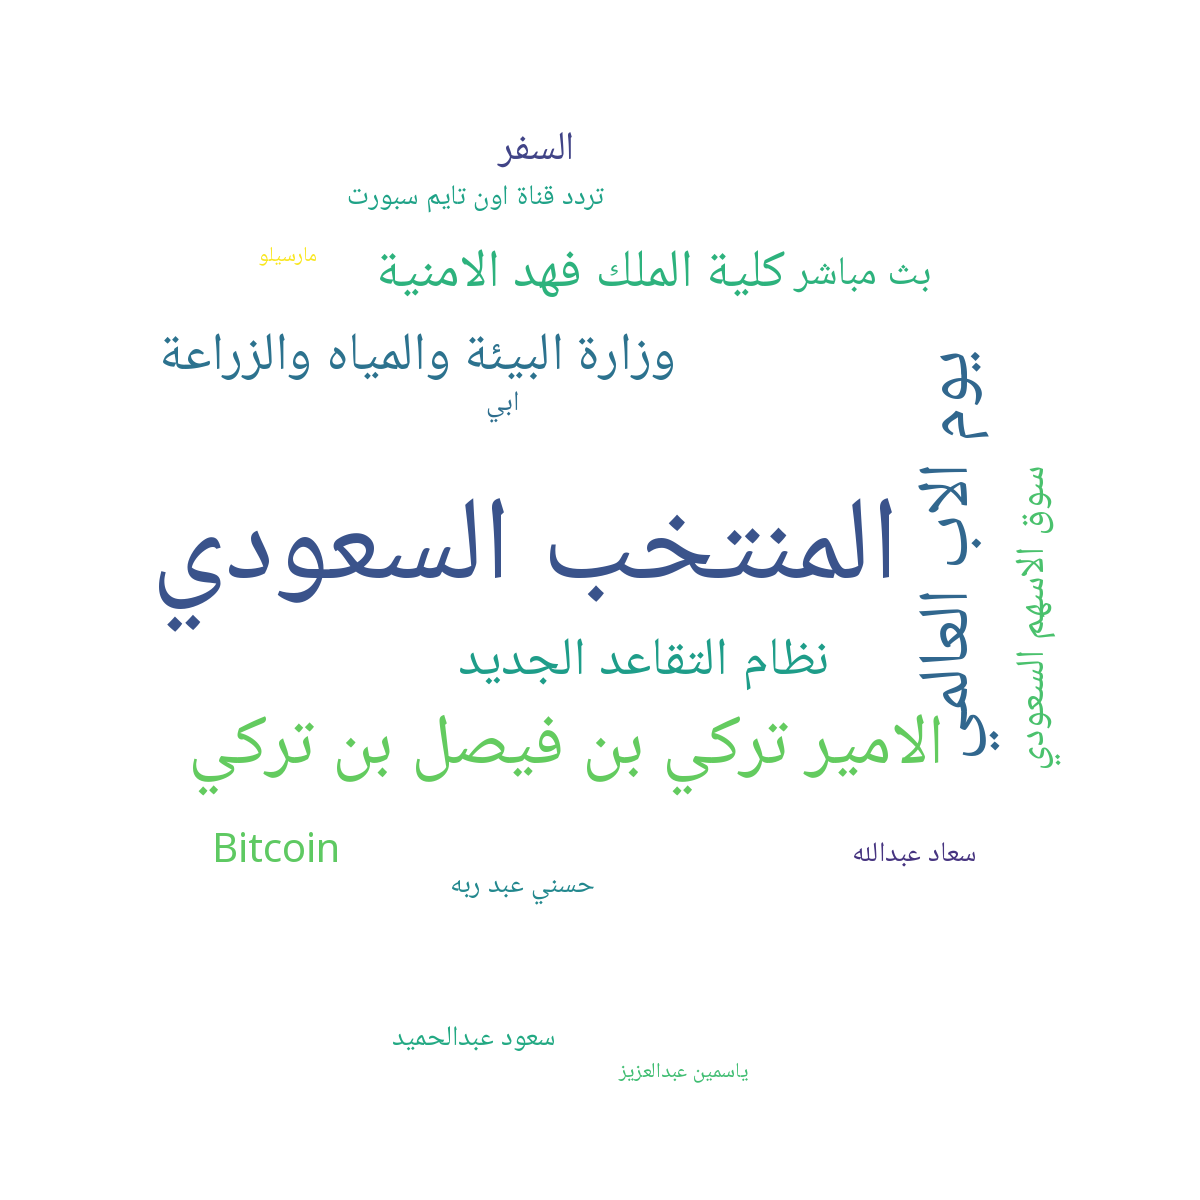 السفر
تردد قناة اون تايم سبورت
مارسيلو
كلية الملك فهد الامنية
بث مباشر
وزارة البيئة والمياه والزراعة
ابي
يوم الاب العالمي
سوق الاسهم السعودي
المنتخب السعودي
نظام التقاعد الجديد
الامير تركي بن فيصل بن تركي
Bitcoin
سعاد عبدالله
حسني عبد ربه
سعود عبدالحميد
ياسمين عبدالعزيز